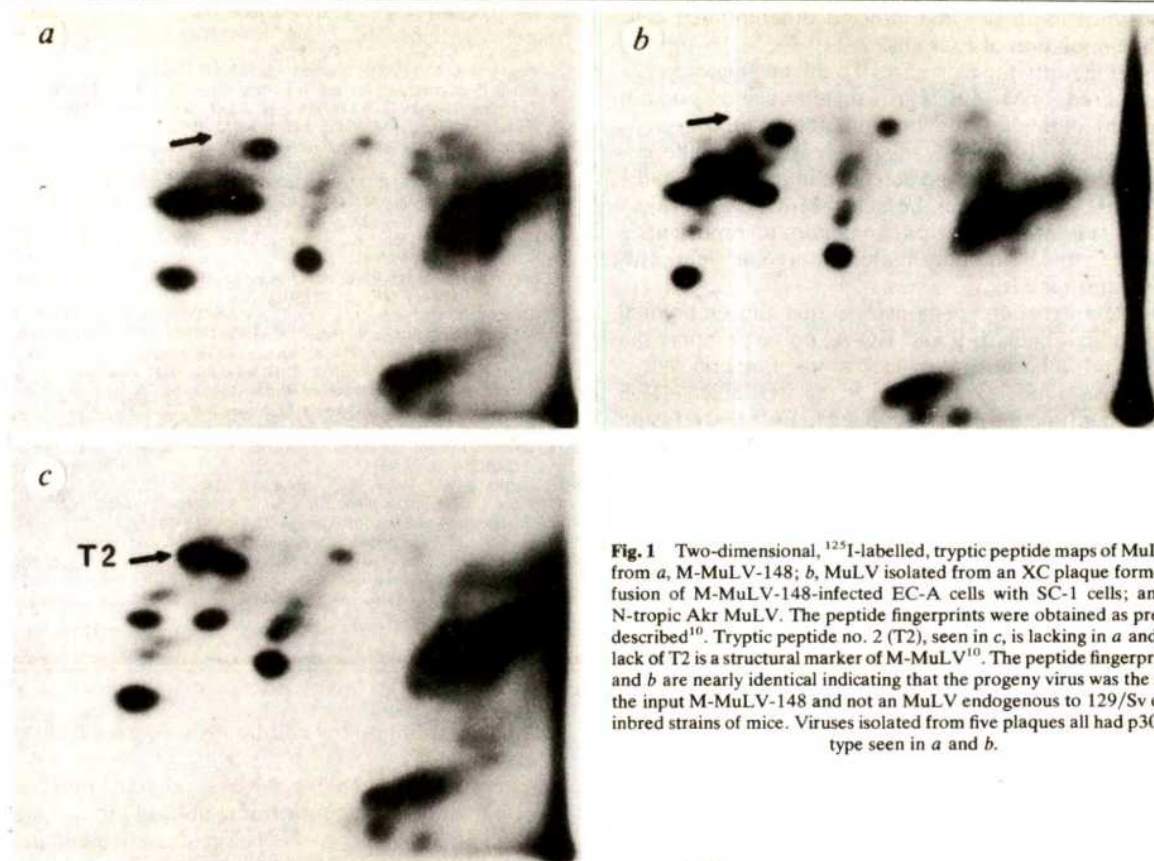 a
b
c
T2
Fig. 1 Two-dimensional, ¹²⁵I-labelled, tryptic peptide maps of MuL
from a, M-MuLV-148; b, MuLV isolated from an XC plaque form
fusion of M-MuLV-148-infected EC-A cells with SC-1 cells; an
N-tropic Akr MuLV. The peptide fingerprints were obtained as pre
described¹⁰. Tryptic peptide no. 2 (T2), seen in c, is lacking in a and
lack of T2 is a structural marker of M-MuLV¹⁰. The peptide fingerpr
and b are nearly identical indicating that the progeny virus was the
the input M-MuLV-148 and not an MuLV endogenous to 129/Sv
inbred strains of mice. Viruses isolated from five plaques all had p30
type seen in a and b.